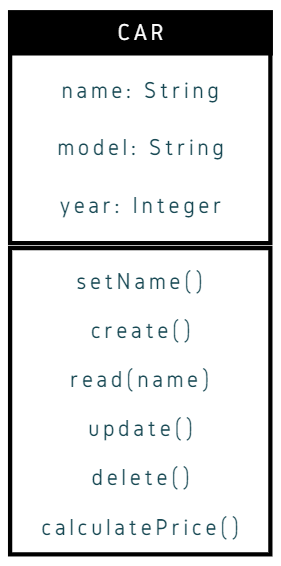 CAR
name: String
model: String
year: Integer
setName()
create()
read(name)
update()
delete()
calculatePrice()